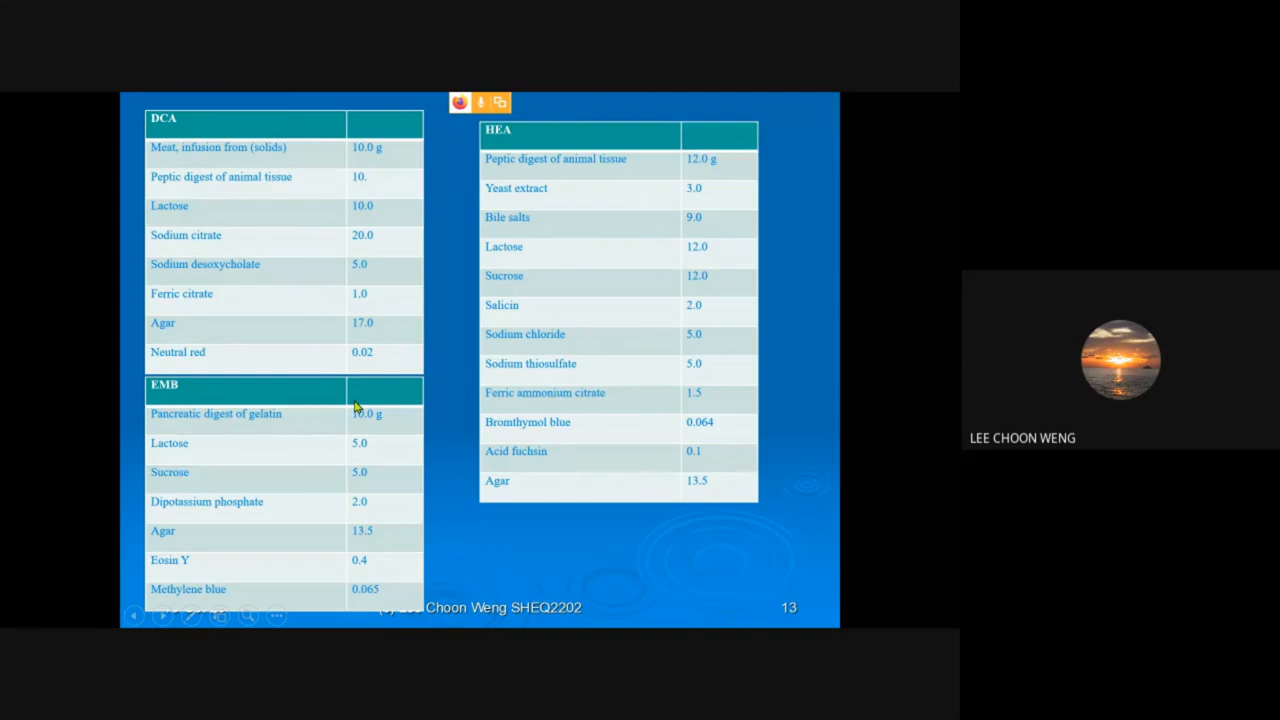 DCA
Meat, infusion from (solids) 10.0 g
Peptic digest of animal tissue 10.
Lactose 10.0
Sodium citrate 20.0
Sodium desoxycholate 5.0
Ferric citrate 1.0
Agar 17.0
Neutral red 0.02
EMB
Pancreatic digest of gelatin 10.0 g
Lactose 5.0
Sucrose 5.0
Dipotassium phosphate 2.0
Agar 13.5
Eosin Y 0.4
Methylene blue 0.065
HEA
Peptic digest of animal tissue 12.0 g
Yeast extract 3.0
Bile salts 9.0
Lactose 12.0
Sucrose 12.0
Salicin 2.0
Sodium chloride 5.0
Sodium thiosulfate 5.0
Ferric ammonium citrate 1.5
Bromthymol blue 0.064
Acid fuchsin 0.1
Agar 13.5
Choon Weng SHEQ2202
13
LEE CHOON WENG